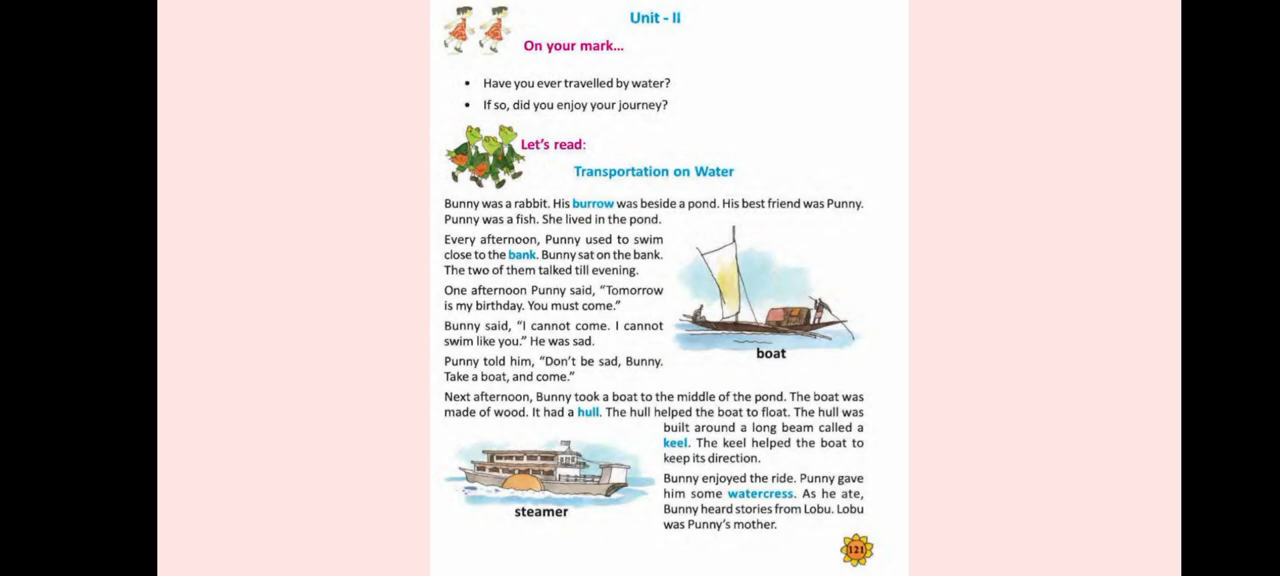 Unit - II
On your mark...
• Have you ever travelled by water?
• If so, did you enjoy your journey?
Let's read:
Transportation on Water
Bunny was a rabbit. His burrow was beside a pond. His best friend was Punny.
Punny was a fish. She lived in the pond.
Every afternoon, Punny used to swim
close to the bank. Bunny sat on the bank.
The two of them talked till evening.
One afternoon Punny said, "Tomorrow
is my birthday. You must come."
Bunny said, "I cannot come. I cannot
swim like you." He was sad.
Punny told him, "Don't be sad, Bunny.
Take a boat, and come."
boat
Next afternoon, Bunny took a boat to the middle of the pond. The boat was
made of wood. It had a hull. The hull helped the boat to float. The hull was
built around a long beam called a
keel. The keel helped the boat to
keep its direction.
Bunny enjoyed the ride. Punny gave
him some watercress. As he ate,
Bunny heard stories from Lobu. Lobu
was Punny's mother.
steamer
121